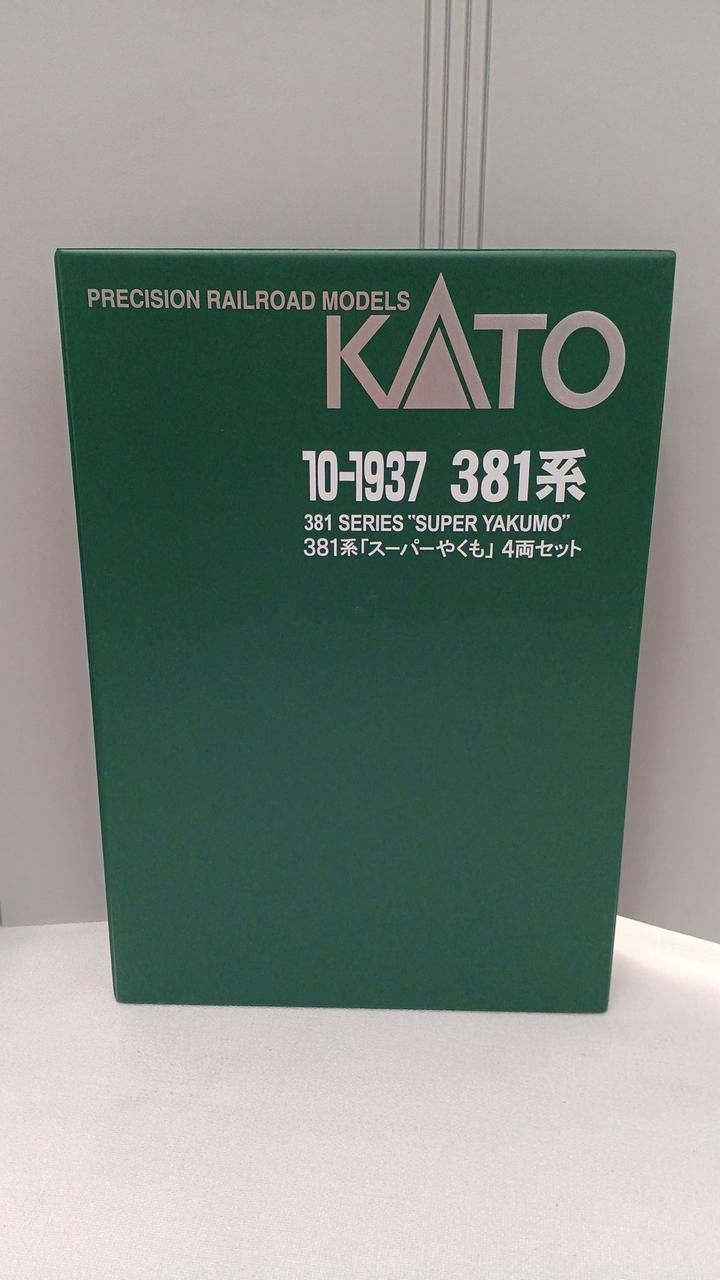 PRECISION RAILROAD MODELS
KATO
10-1937 381系
381 SERIES "SUPER YAKUMO"
381系「スーパーやくも」 4両セット